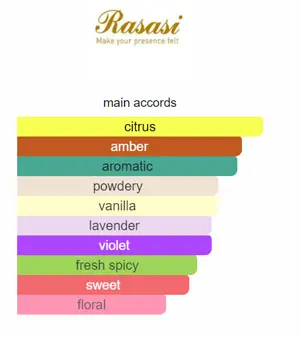 Rasasi
Make your presence felt
main accords
citrus
amber
aromatic
powdery
vanilla
lavender
violet
fresh spicy
sweet
floral